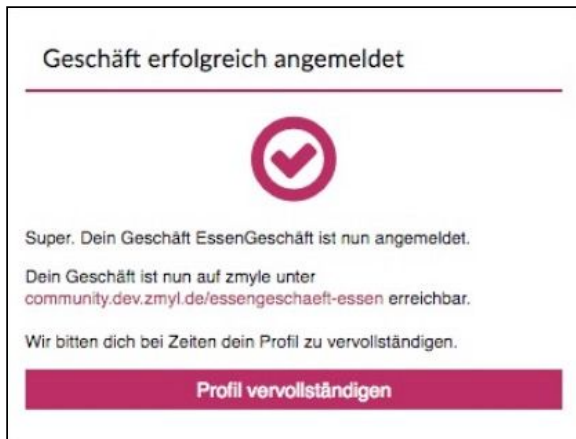 Geschäft erfolgreich angemeldet
Super. Dein Geschäft EssenGeschäft ist nun angemeldet.
Dein Geschäft ist nun auf zmyle unter
community.dev.zmyl.de/essengeschaeft-essen erreichbar.
Wir bitten dich bei Zeiten dein Profil zu vervollständigen.
Profil vervollständigen